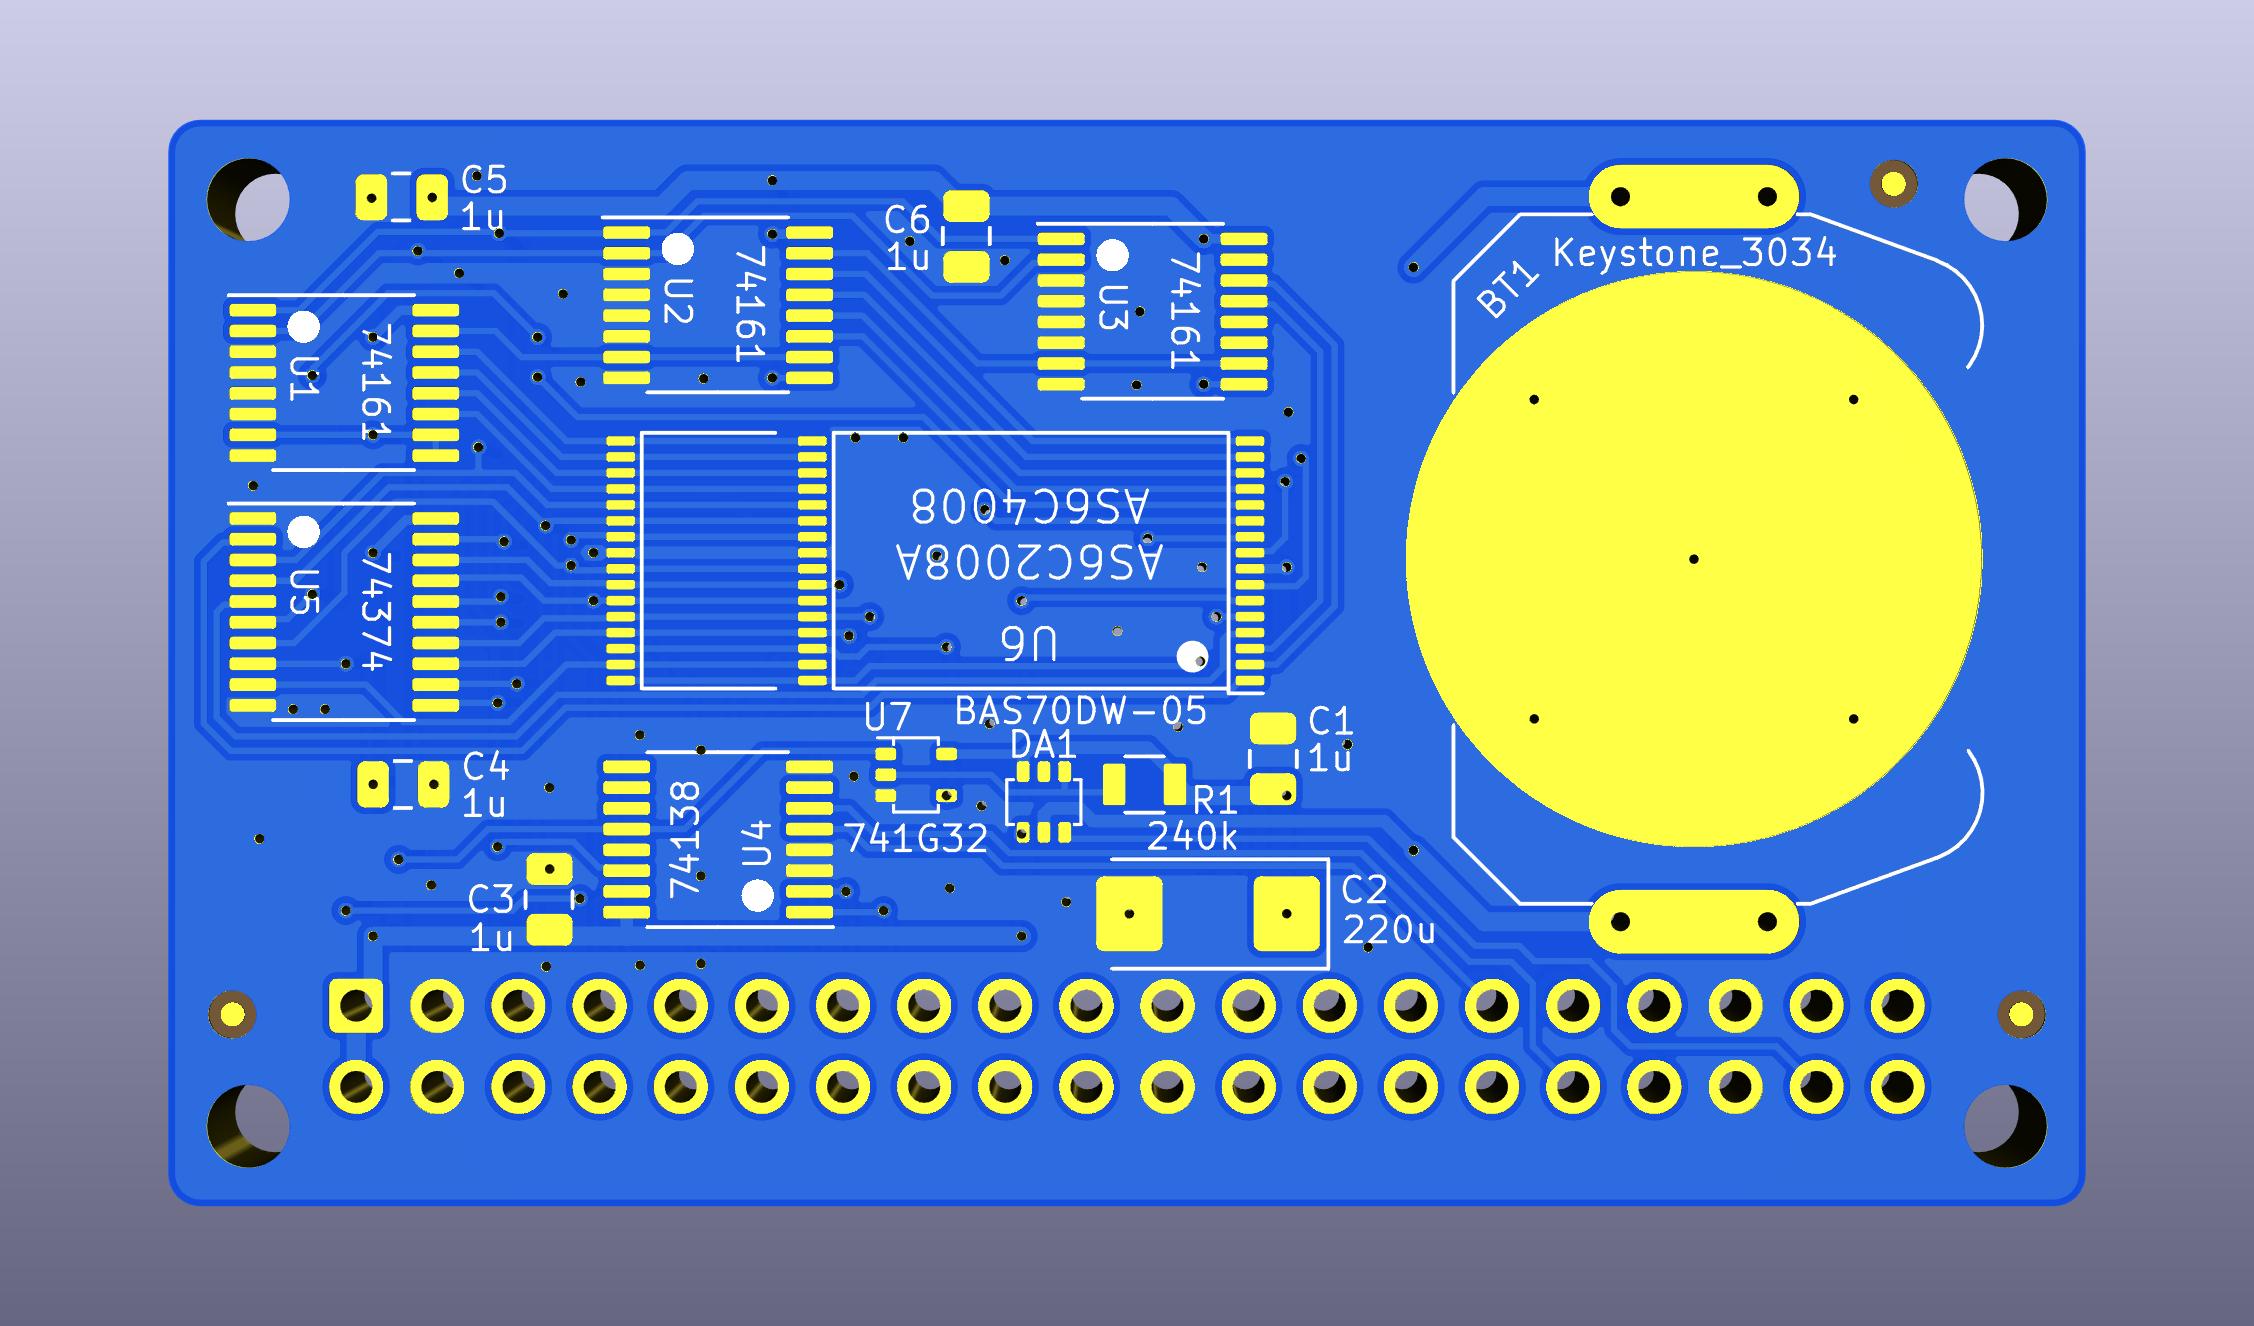 C5
1u
C6
1u
Keystone_3034
BT1
U2
74161
U3
74161
U1
74161
AS6C4008
AS6C2008A
U6
U5
74374
BAS70DW-05
U7
DA1
C1
1u
C4
1u
74138
U4
741G32
R1
240k
C3
1u
C2
220u